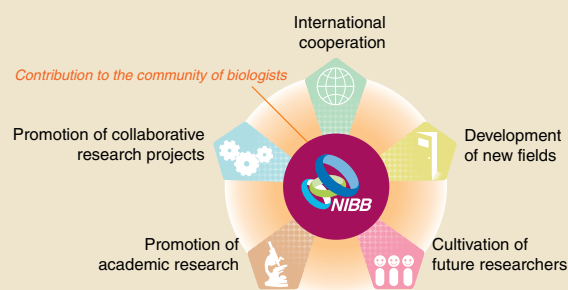 International
cooperation
Contribution to the community of biologists
Promotion of collaborative
research projects
Development
of new fields
NIBB
Promotion of
academic research
Cultivation of
future researchers